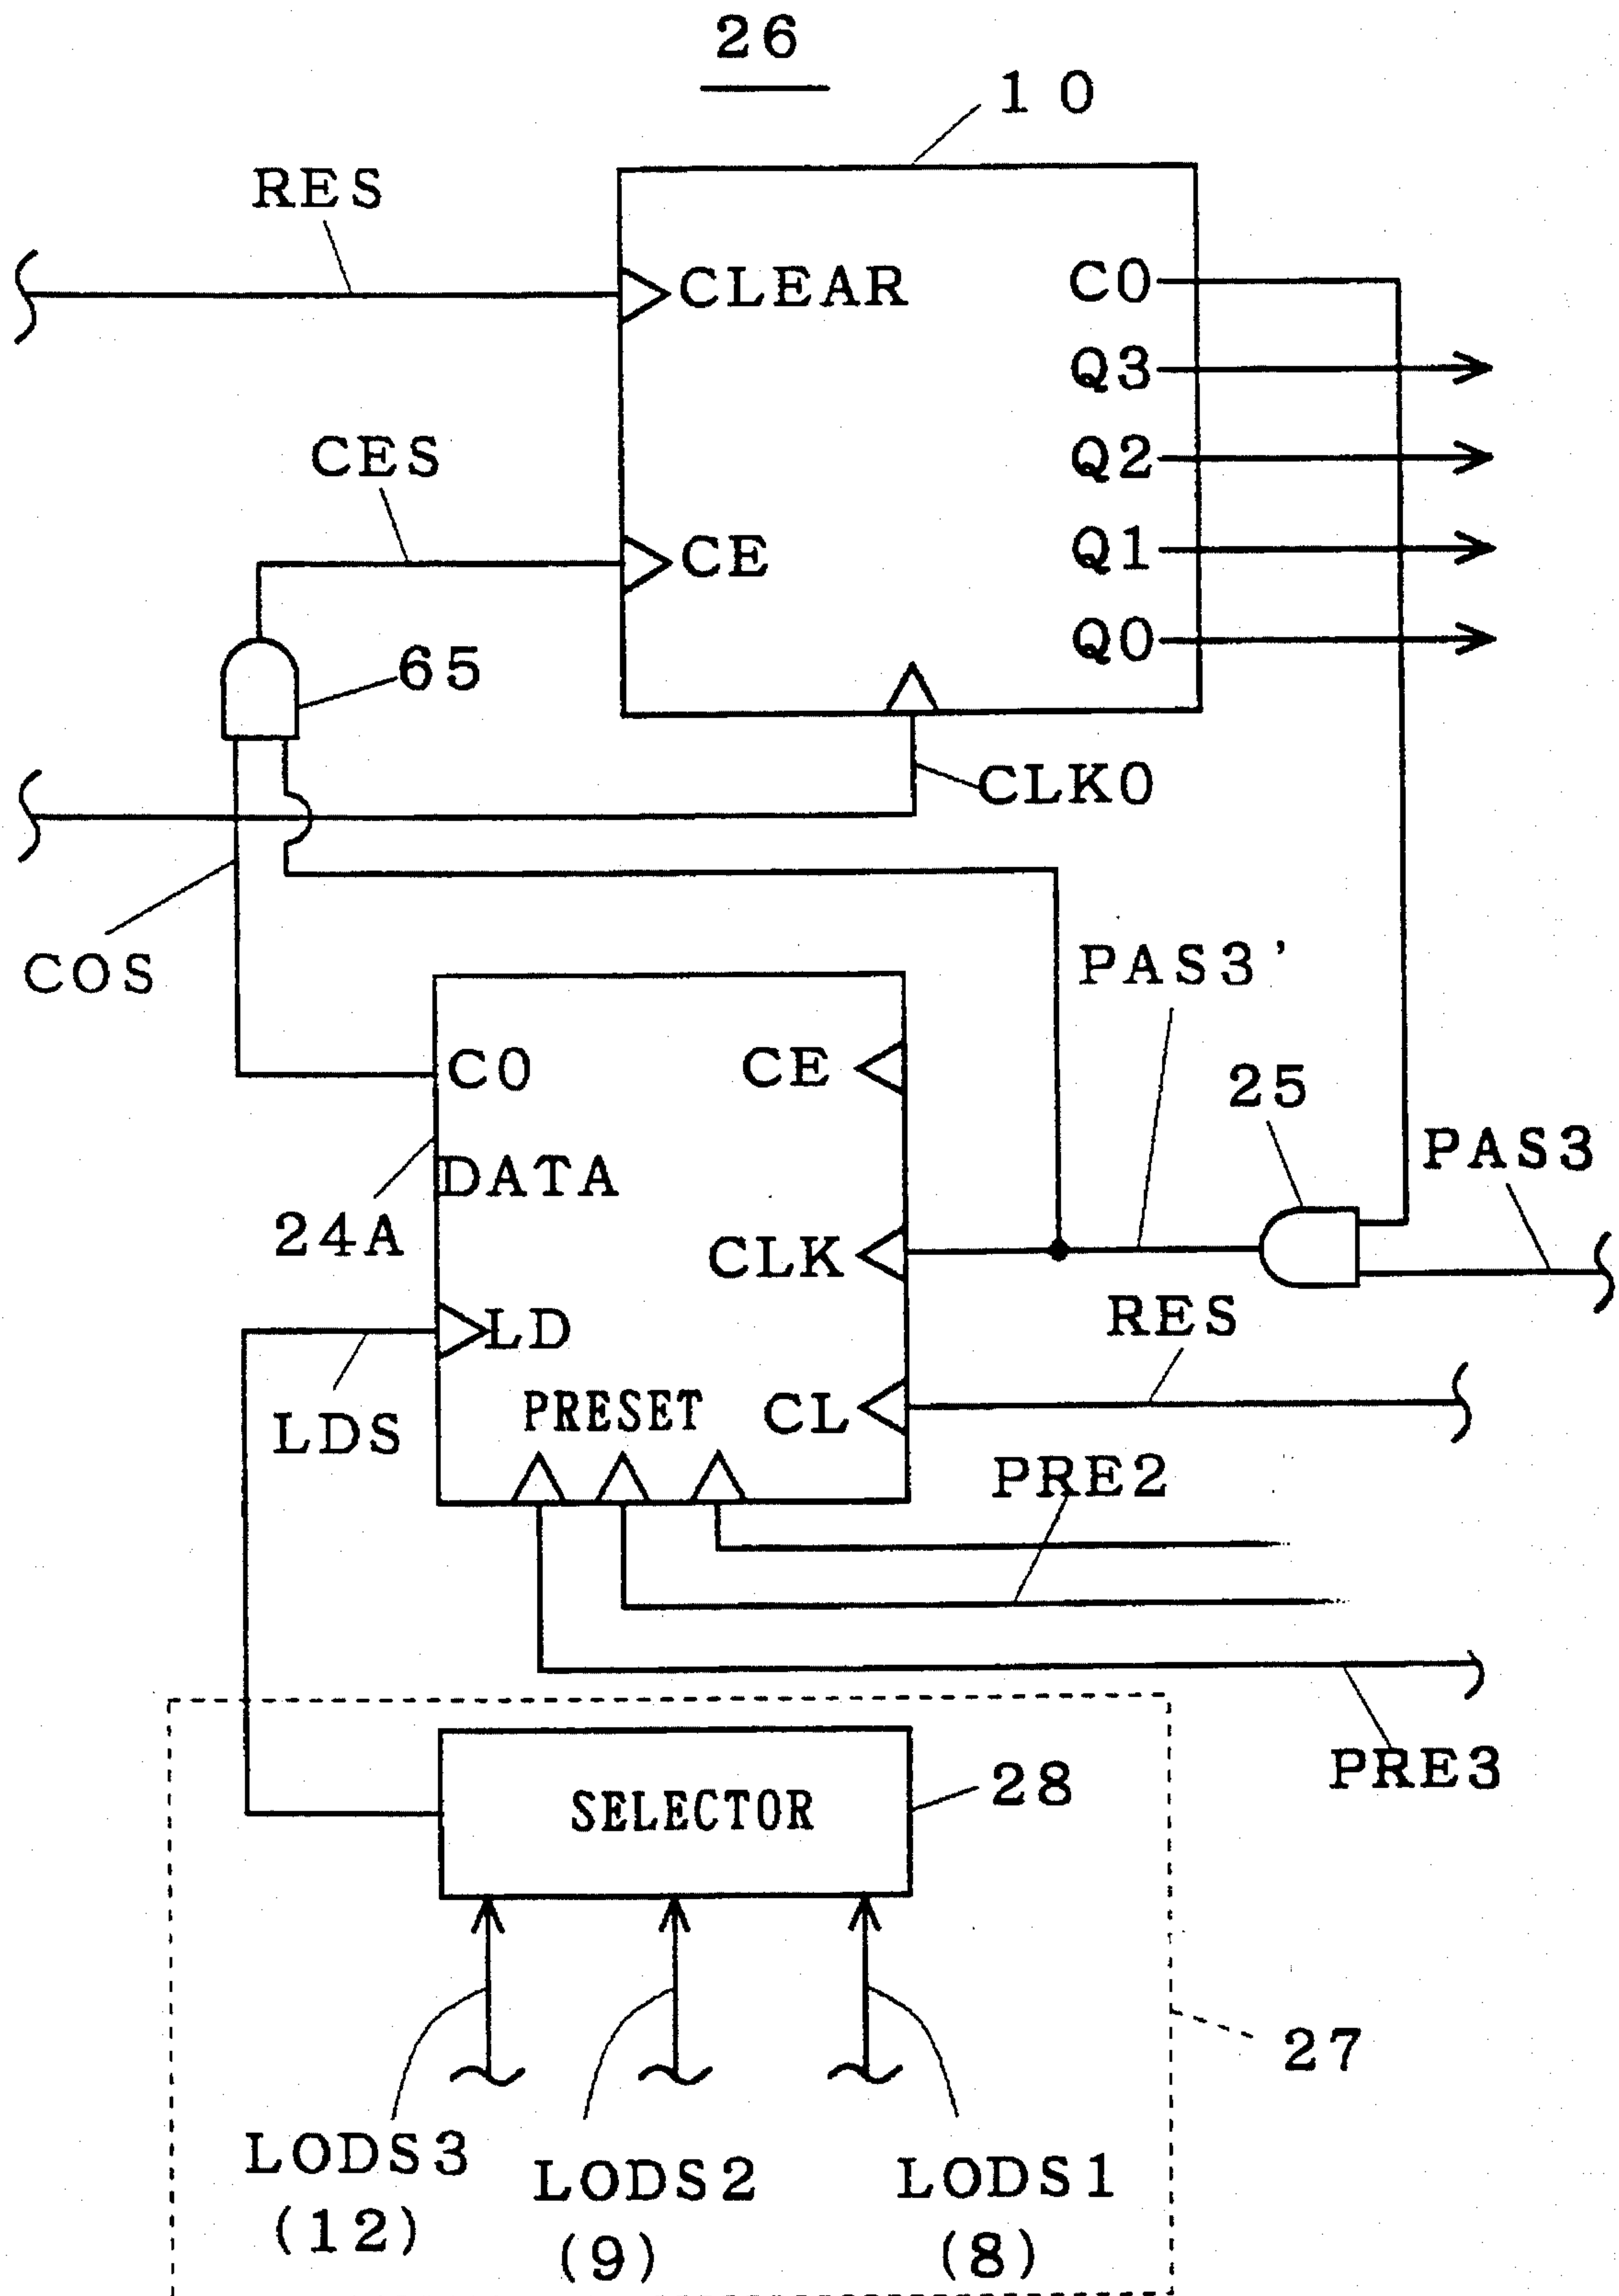 26
10
RES
CLEAR
C0
Q3
CES
Q2
CE
Q1
Q0
65
CLK0
COS
PAS3'
C0
CE
25
PAS3
DATA
24A
CLK
RES
LD
LDS
PRESET
CL
PRE2
PRE3
SELECTOR
28
27
LODS3
(12)
LODS2
(9)
LODS1
(8)